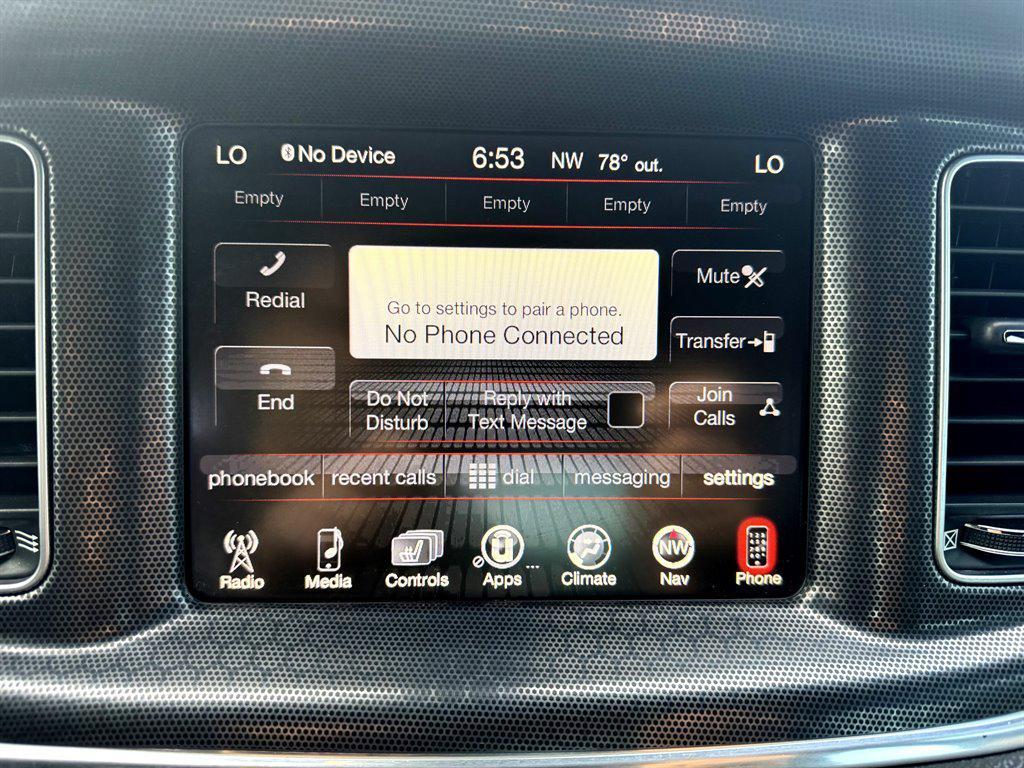 LO No Device 6:53 NW 78° out. LO
Empty Empty Empty Empty Empty
Redial
Go to settings to pair a phone.
No Phone Connected
Mute
Transfer
End
Do Not
Disturb
Reply with
Text Message
Join
Calls
phonebook recent calls dial messaging settings
NW
Radio Media Controls Apps ... Climate Nav Phone